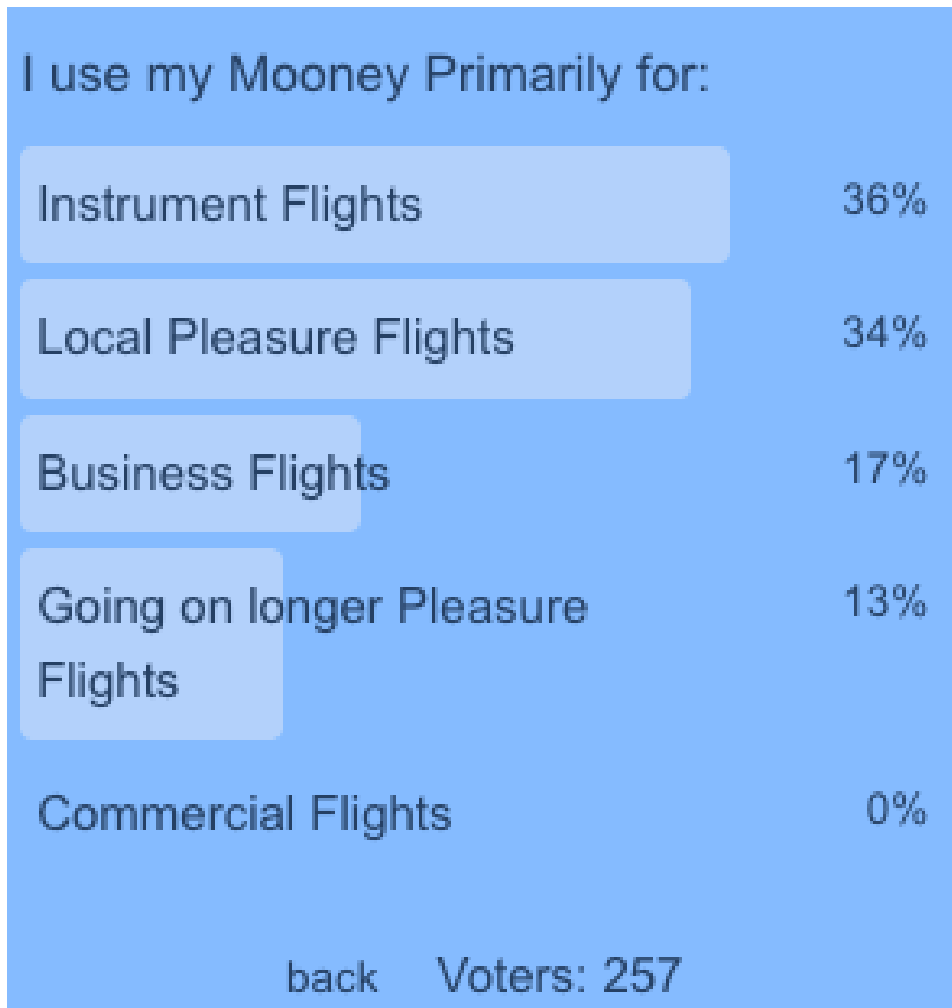 I use my Mooney Primarily for:
Instrument Flights 36%
Local Pleasure Flights 34%
Business Flights 17%
Going on longer Pleasure 13%
Flights
Commercial Flights 0%
back Voters: 257